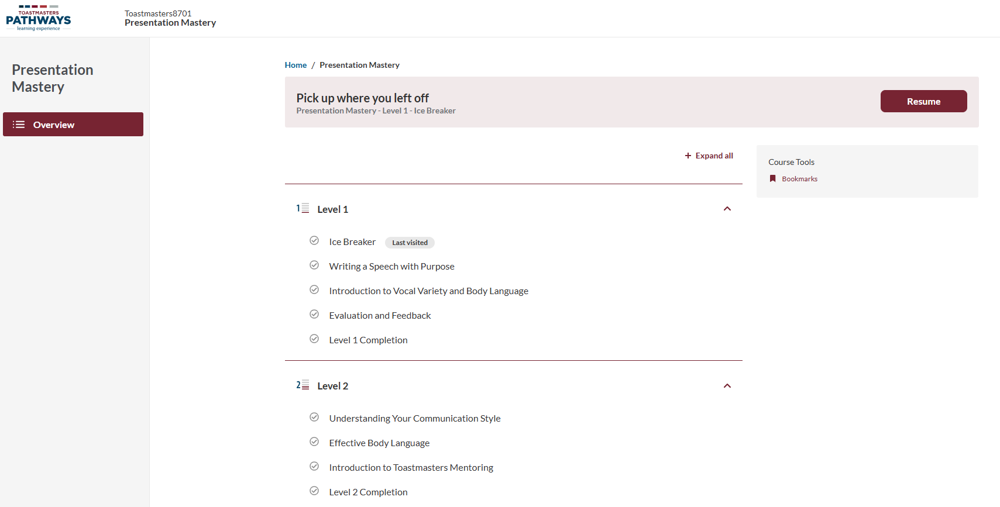 TOASTMASTERS
PATHWAYS
learning experience
Toastmasters8701
Presentation Mastery
Presentation
Mastery
Overview
Home / Presentation Mastery
Pick up where you left off
Presentation Mastery - Level 1 - Ice Breaker
Resume
+ Expand all
Course Tools
Bookmarks
1 Level 1
Ice Breaker Last visited
Writing a Speech with Purpose
Introduction to Vocal Variety and Body Language
Evaluation and Feedback
Level 1 Completion
2 Level 2
Understanding Your Communication Style
Effective Body Language
Introduction to Toastmasters Mentoring
Level 2 Completion